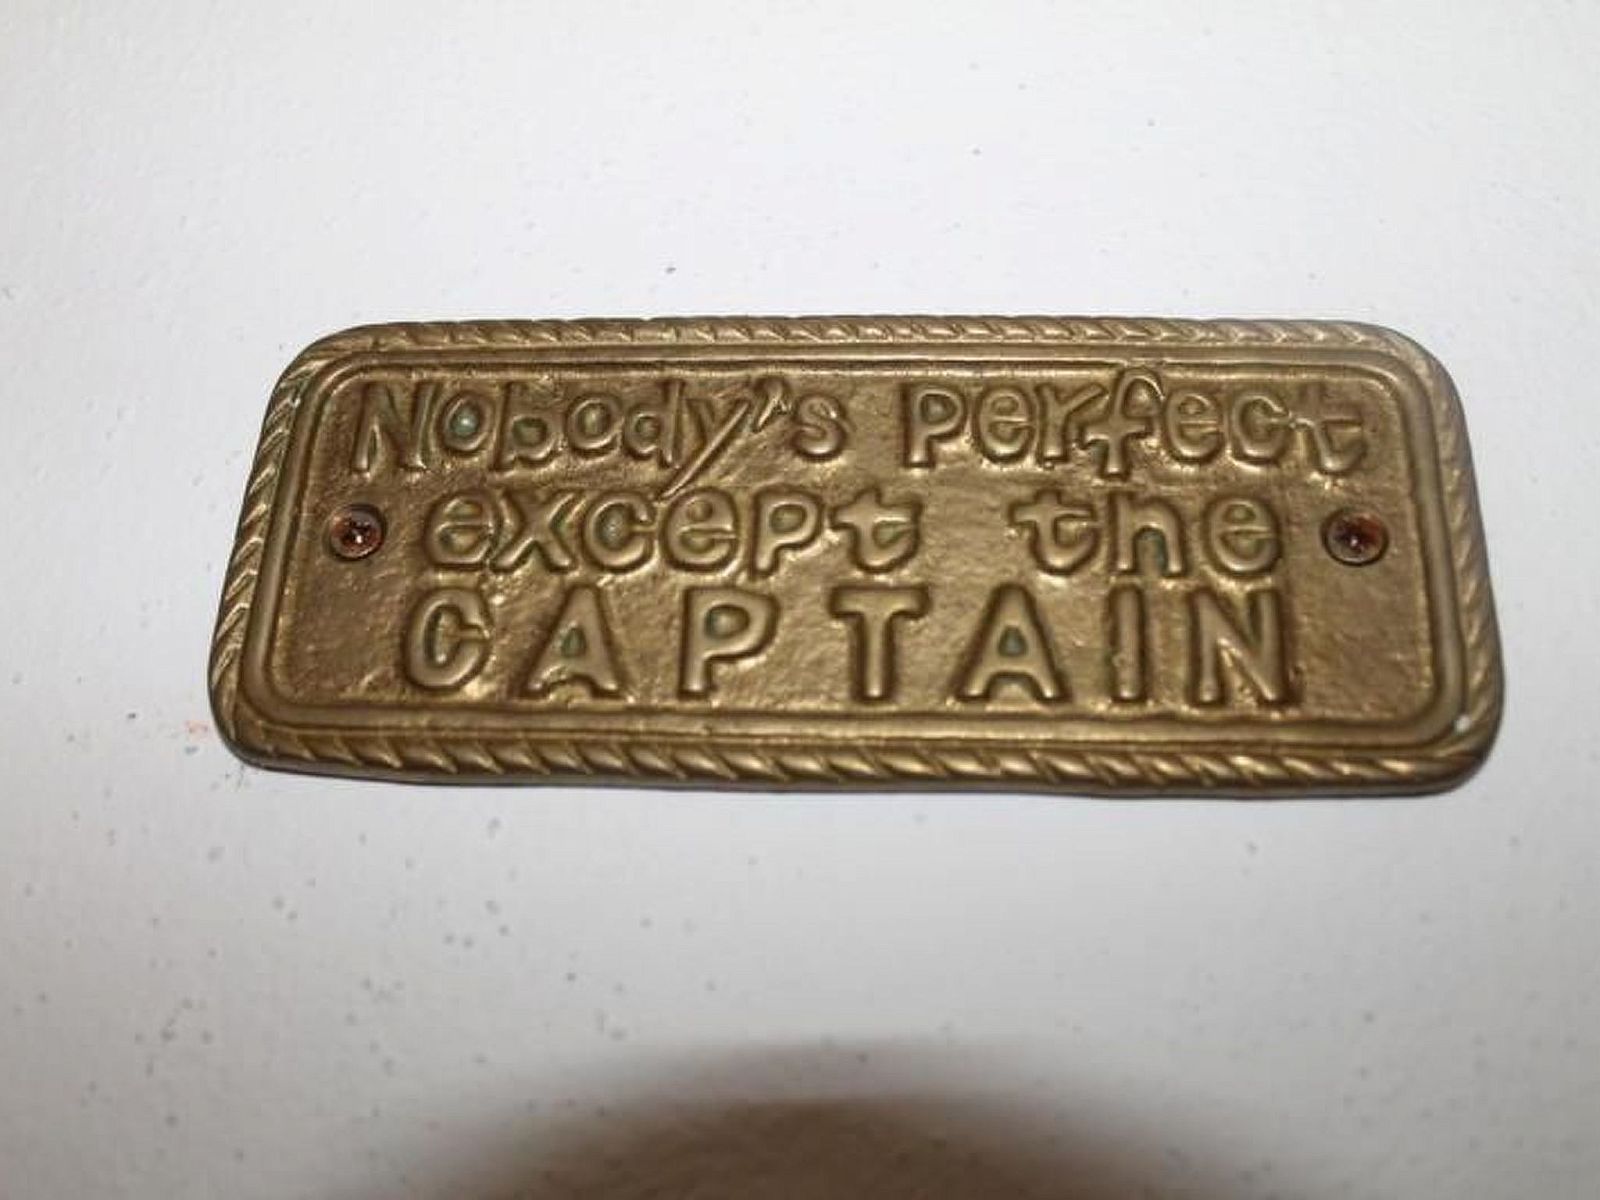 Nobody's perfect
except the
CAPTAIN